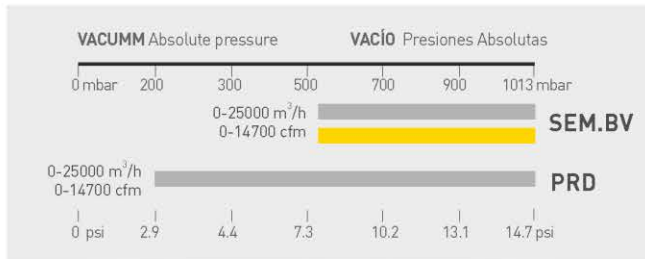 VACUMM Absolute pressure VACÍO Presiones Absolutas
0 mbar 200 300 500 700 900 1013 mbar
0-25000 m³/h
0-14700 cfm
SEM.BV
0-25000 m³/h
0-14700 cfm
PRD
0 psi 2.9 4.4 7.3 10.2 13.1 14.7 psi